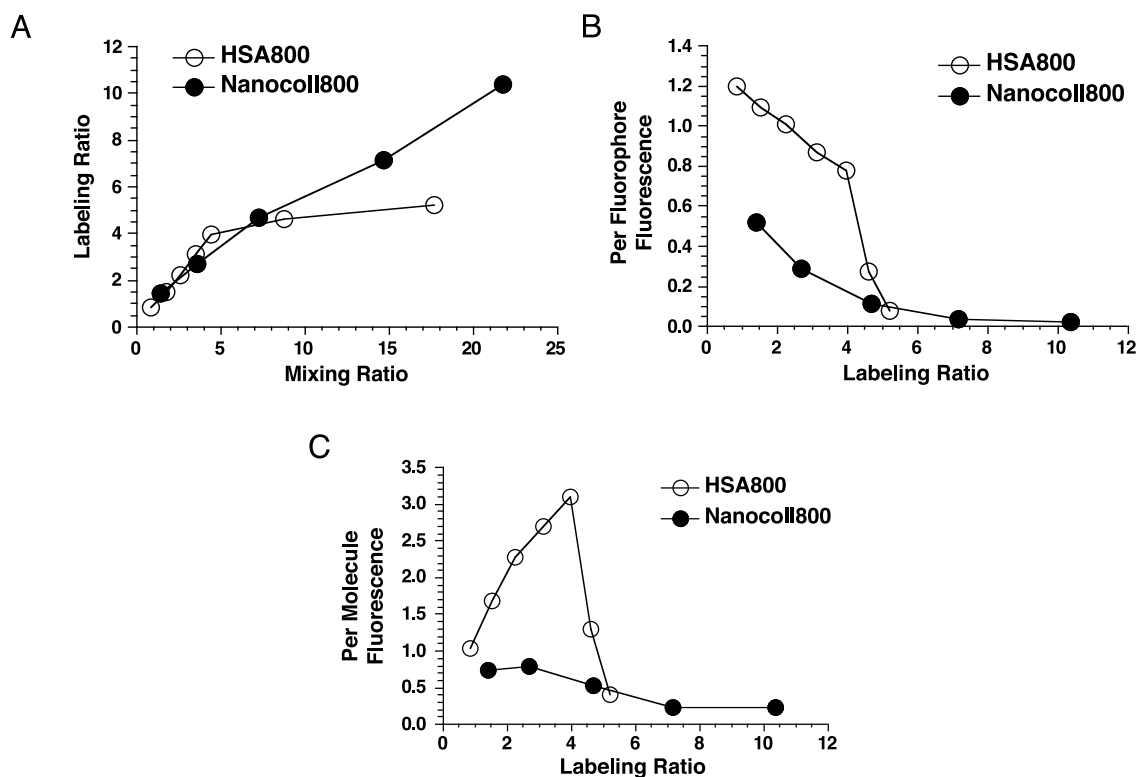 A
HSA800
Nanocoll800
Labeling Ratio
12
10
8
6
4
2
0
0 5 10 15 20 25
Mixing Ratio
B
HSA800
Nanocoll800
Per Fluorophore
Fluorescence
1.4
1.2
1.0
0.8
0.6
0.4
0.2
0.0
0 2 4 6 8 10 12
Labeling Ratio
C
HSA800
Nanocoll800
Per Molecule
Fluorescence
3.5
3.0
2.5
2.0
1.5
1.0
0.5
0.0
0 2 4 6 8 10 12
Labeling Ratio